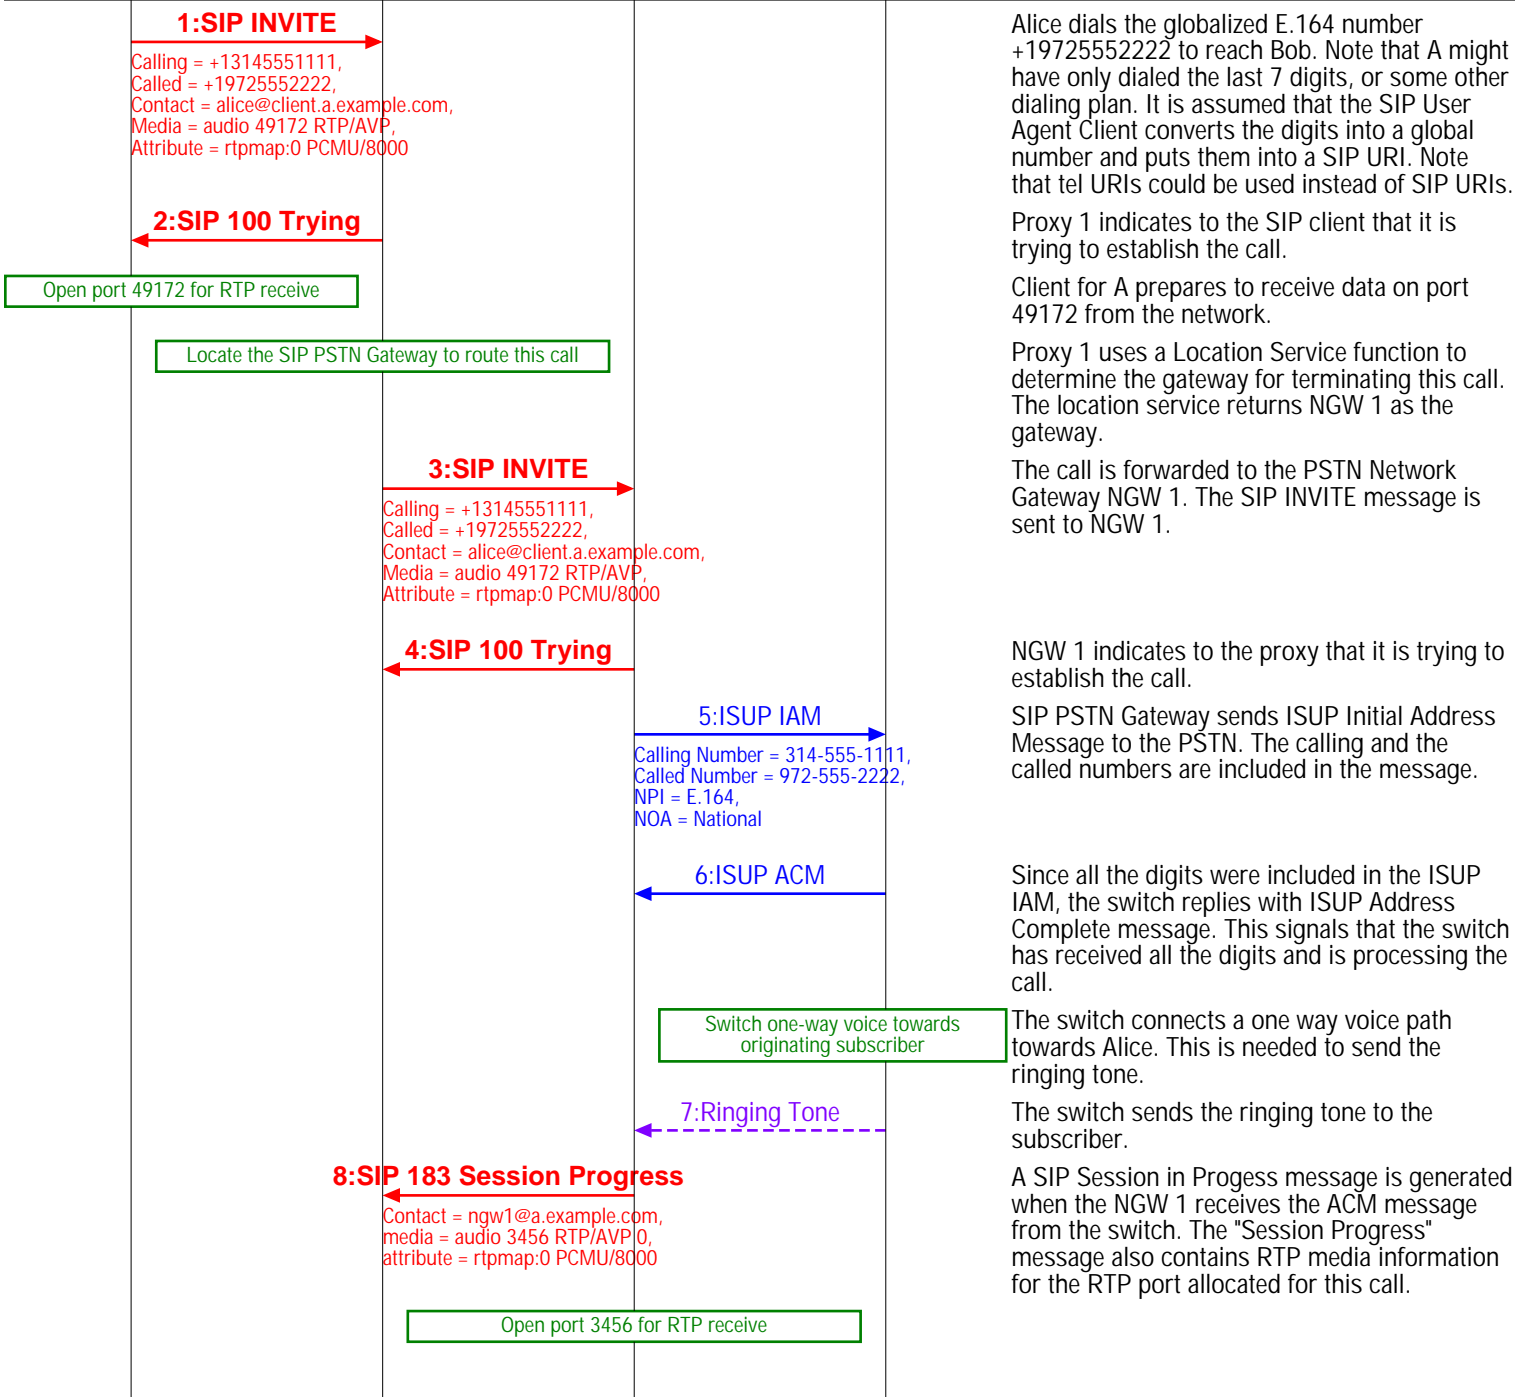 1:SIP INVITE
Calling = +13145551111,
Called = +19725552222,
Contact = alice@client.a.example.com,
Media = audio 49172 RTP/AVP,
Attribute = rtpmap:0 PCMU/8000
Alice dials the globalized E.164 number
+19725552222 to reach Bob. Note that A might
have only dialed the last 7 digits, or some other
dialing plan. It is assumed that the SIP User
Agent Client converts the digits into a global
number and puts them into a SIP URI. Note
that tel URIs could be used instead of SIP URIs.
2:SIP 100 Trying
Proxy 1 indicates to the SIP client that it is
trying to establish the call.
Open port 49172 for RTP receive
Client for A prepares to receive data on port
49172 from the network.
Locate the SIP PSTN Gateway to route this call
Proxy 1 uses a Location Service function to
determine the gateway for terminating this call.
The location service returns NGW 1 as the
gateway.
3:SIP INVITE
Calling = +13145551111,
Called = +19725552222,
Contact = alice@client.a.example.com,
Media = audio 49172 RTP/AVP,
Attribute = rtpmap:0 PCMU/8000
The call is forwarded to the PSTN Network
Gateway NGW 1. The SIP INVITE message is
sent to NGW 1.
4:SIP 100 Trying
NGW 1 indicates to the proxy that it is trying to
establish the call.
5:ISUP IAM
Calling Number = 314-555-1111,
Called Number = 972-555-2222,
NPI = E.164,
NOA = National
SIP PSTN Gateway sends ISUP Initial Address
Message to the PSTN. The calling and the
called numbers are included in the message.
6:ISUP ACM
Since all the digits were included in the ISUP
IAM, the switch replies with ISUP Address
Complete message. This signals that the switch
has received all the digits and is processing the
call.
Switch one-way voice towards
originating subscriber
The switch connects a one way voice path
towards Alice. This is needed to send the
ringing tone.
7:Ringing Tone
The switch sends the ringing tone to the
subscriber.
8:SIP 183 Session Progress
Contact = ngw1@a.example.com,
media = audio 3456 RTP/AVP 0,
attribute = rtpmap:0 PCMU/8000
A SIP Session in Progess message is generated
when the NGW 1 receives the ACM message
from the switch. The "Session Progress"
message also contains RTP media information
for the RTP port allocated for this call.
Open port 3456 for RTP receive